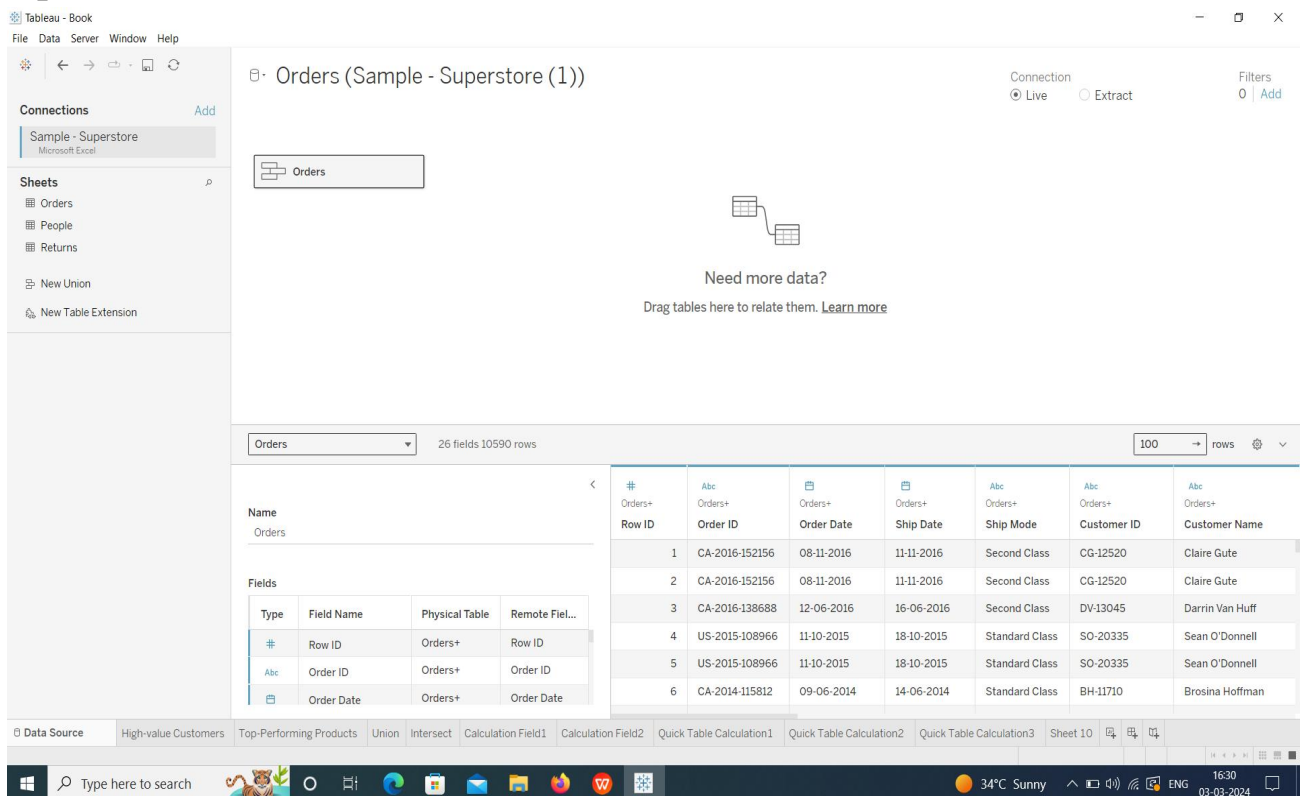 Tableau - Book
File Data Server Window Help
Orders (Sample - Superstore (1))
Connection
Live
Extract
Filters
0 Add
Connections Add
Sample - Superstore
Microsoft Excel
Sheets
Orders
People
Returns
New Union
New Table Extension
Orders
Need more data?
Drag tables here to relate them. Learn more
Orders 26 fields 10590 rows 100 → rows
Name
Orders
Fields
Type Field Name Physical Table Remote Fiel...
# Row ID Orders+ Row ID
Abc Order ID Orders+ Order ID
Order Date Orders+ Order Date
# Abc Abc Abc Abc
Orders+ Orders+ Orders+ Orders+ Orders+ Orders+ Orders+
Row ID Order ID Order Date Ship Date Ship Mode Customer ID Customer Name
1 CA-2016-152156 08-11-2016 11-11-2016 Second Class CG-12520 Claire Gute
2 CA-2016-152156 08-11-2016 11-11-2016 Second Class CG-12520 Claire Gute
3 CA-2016-138688 12-06-2016 16-06-2016 Second Class DV-13045 Darrin Van Huff
4 US-2015-108966 11-10-2015 18-10-2015 Standard Class SO-20335 Sean O'Donnell
5 US-2015-108966 11-10-2015 18-10-2015 Standard Class SO-20335 Sean O'Donnell
6 CA-2014-115812 09-06-2014 14-06-2014 Standard Class BH-11710 Brosina Hoffman
Data Source High-value Customers Top-Performing Products Union Intersect Calculation Field1 Calculation Field2 Quick Table Calculation1 Quick Table Calculation2 Quick Table Calculation3 Sheet 10
Type here to search 34°C Sunny ENG 16:30
03-03-2024